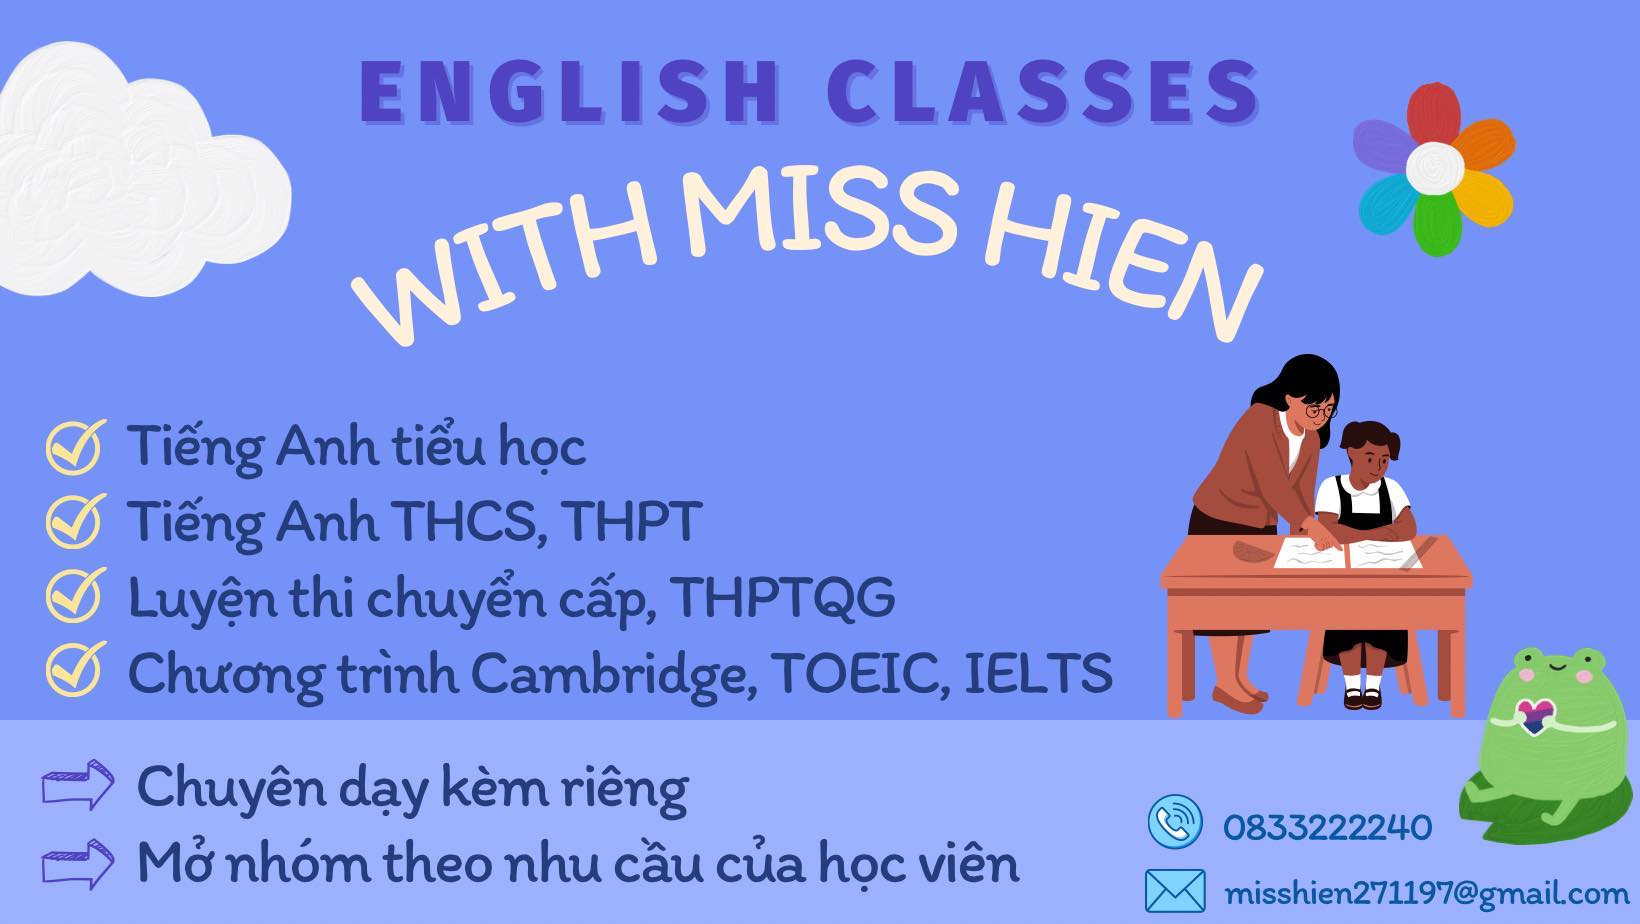 ENGLISH CLASSES
WITH MISS HIEN
Tiếng Anh tiểu học
Tiếng Anh THCS, THPT
Luyện thi chuyển cấp, THPTQG
Chương trình Cambridge, TOEIC, IELTS
Chuyên dạy kèm riêng
Mở nhóm theo nhu cầu của học viên
0833222240
misshien271197@gmail.com